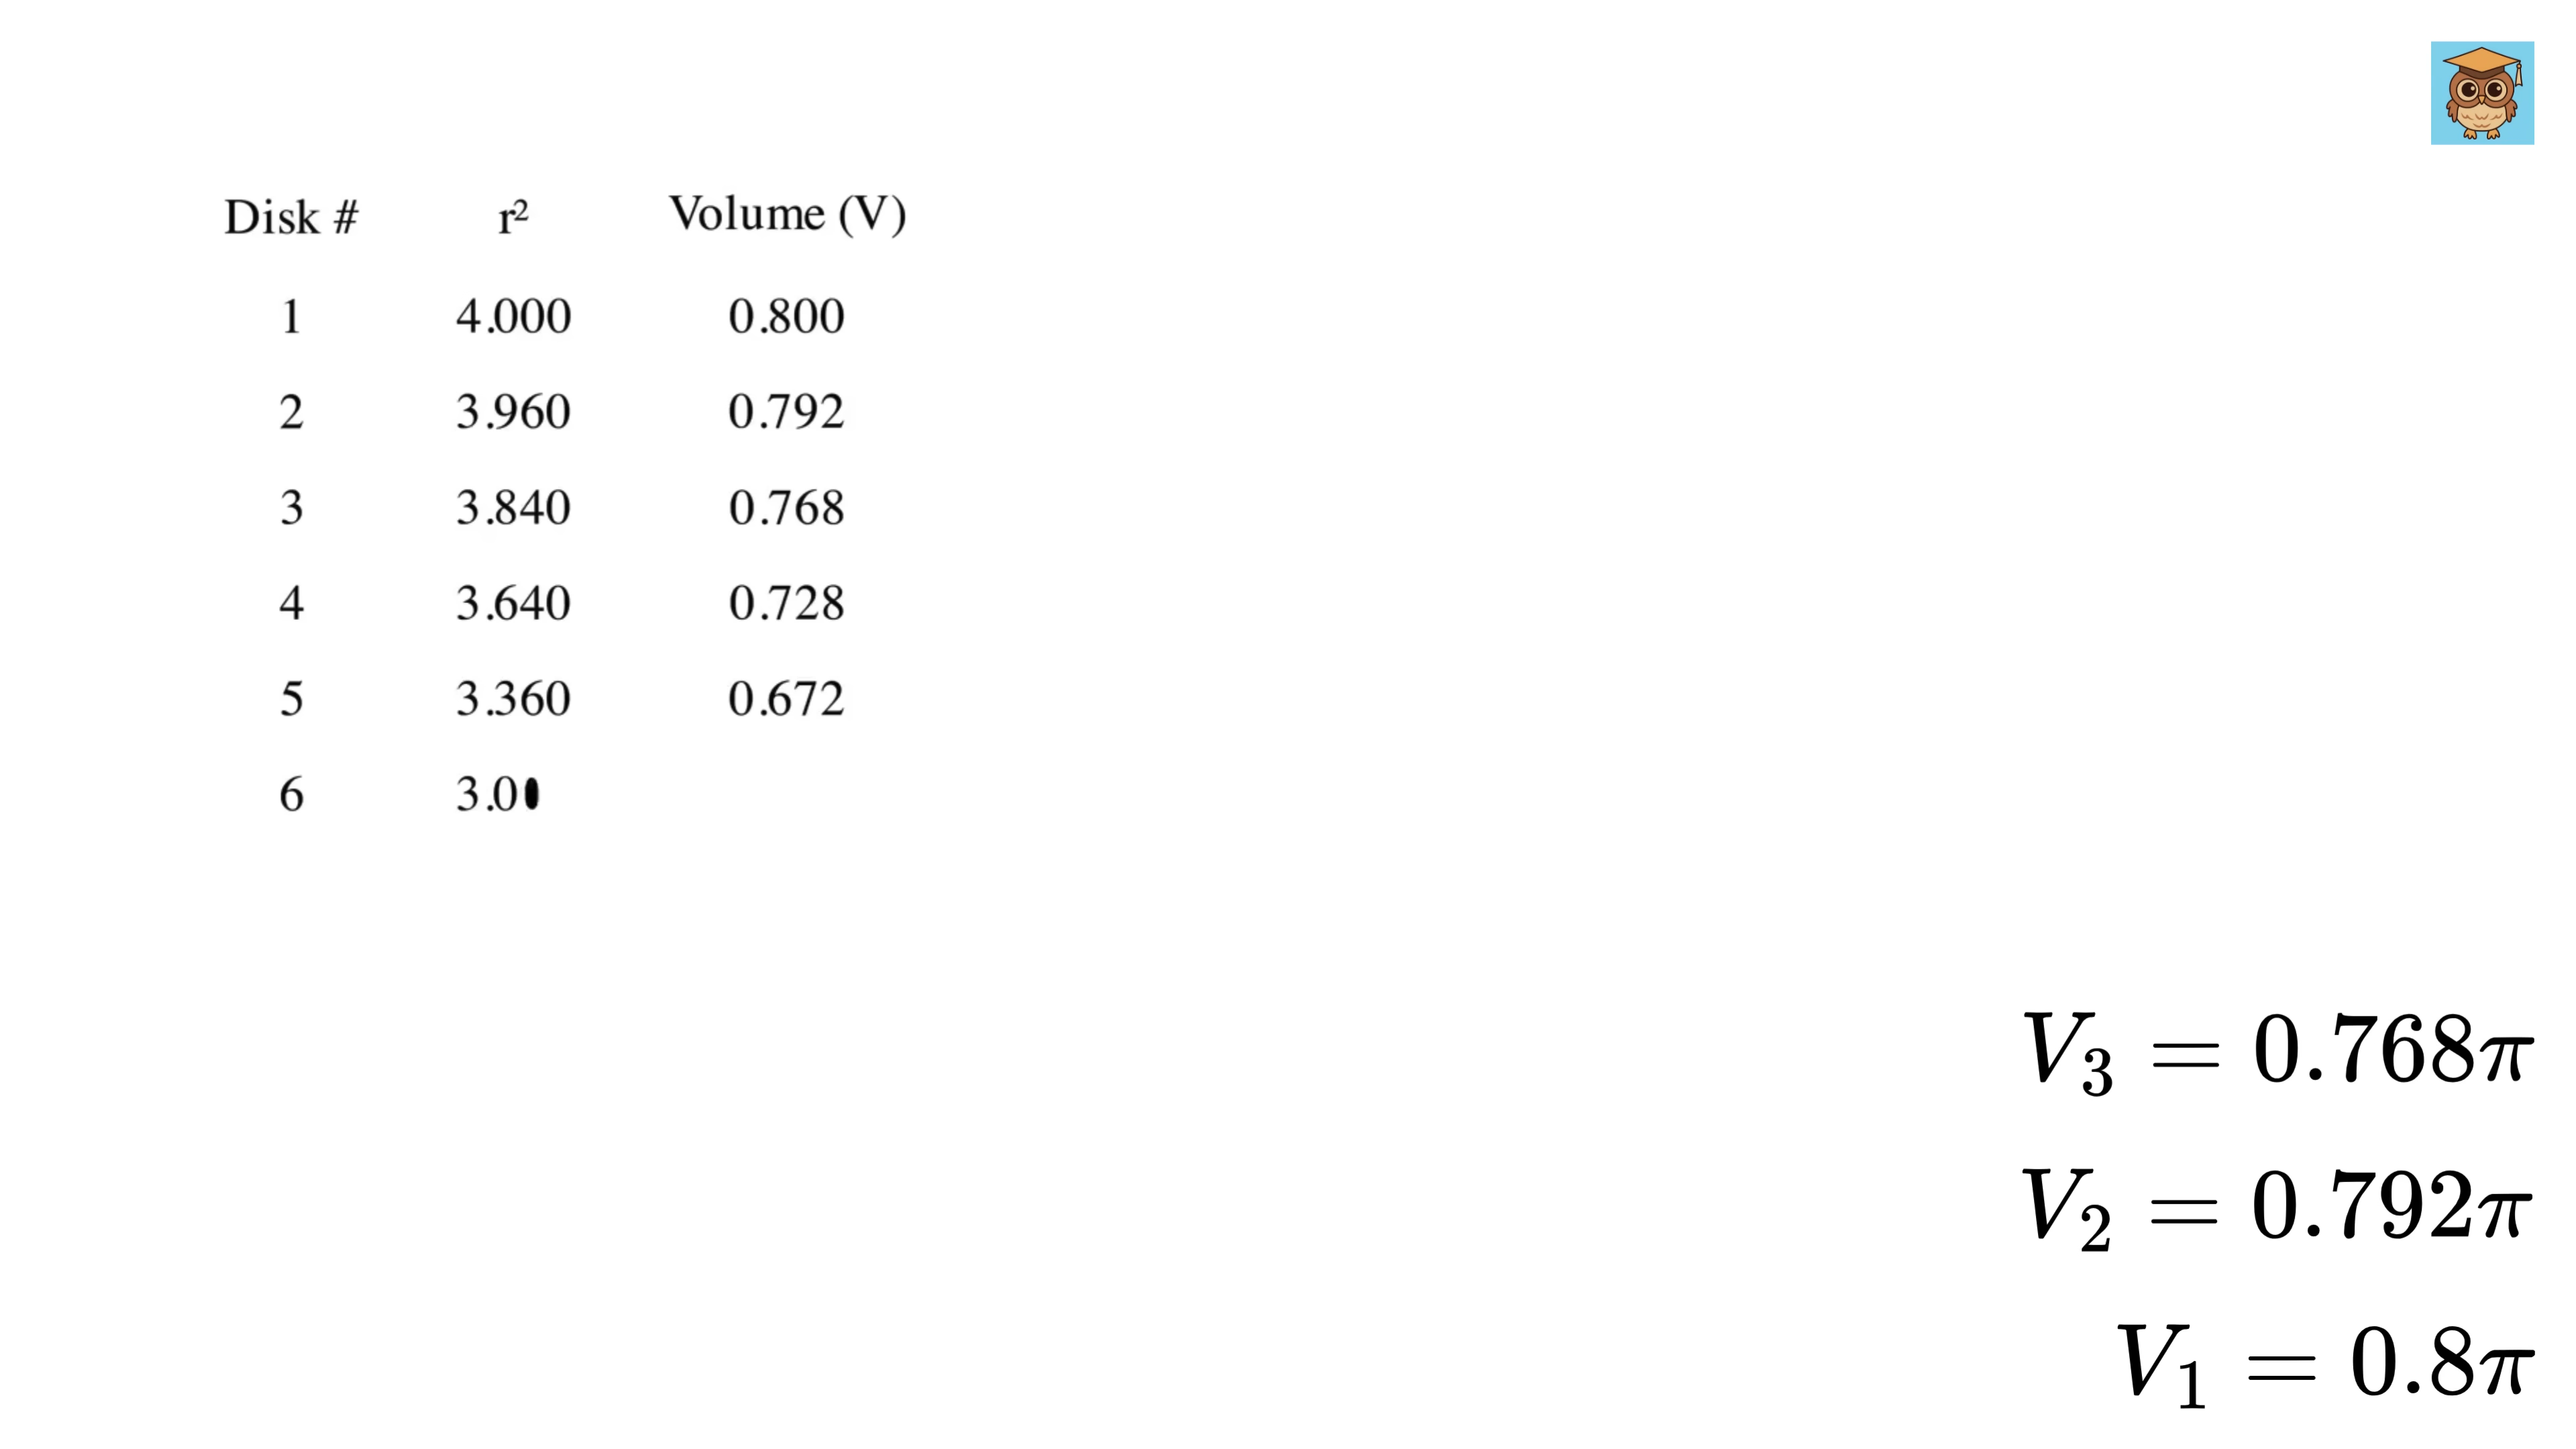 Disk # r² Volume (V)
1 4.000 0.800
2 3.960 0.792
3 3.840 0.768
4 3.640 0.728
5 3.360 0.672
6 3.0
V₃ = 0.768π
V₂ = 0.792π
V₁ = 0.8π